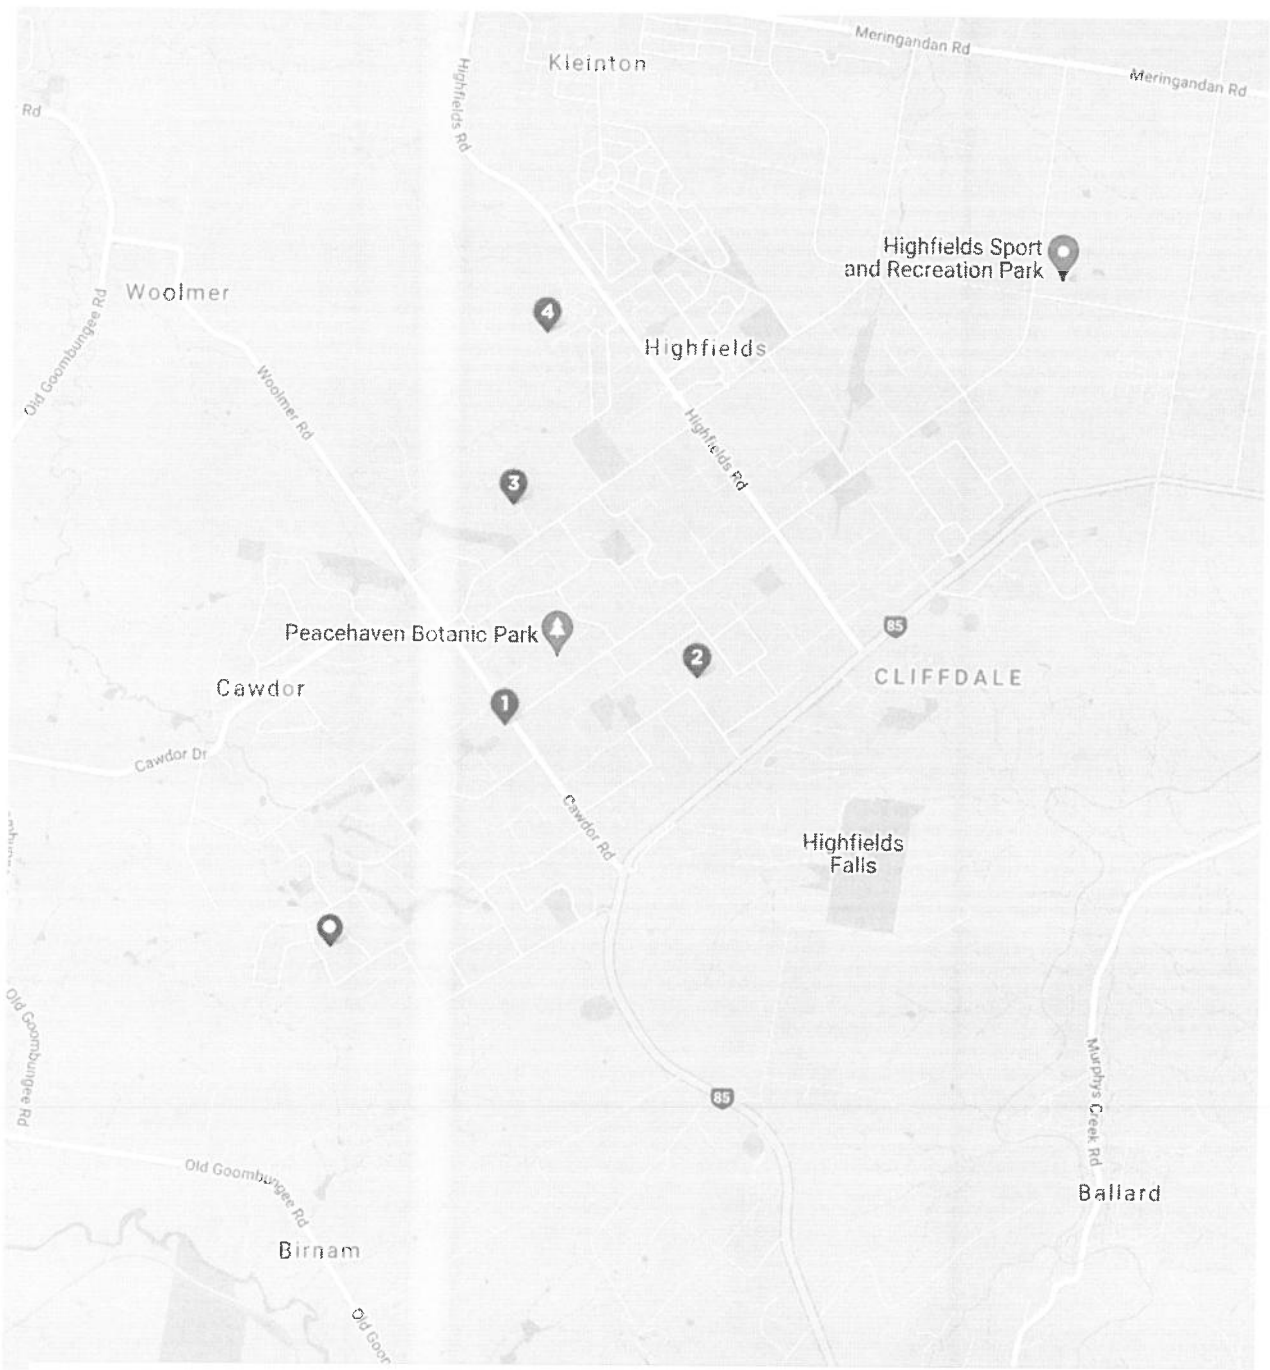 Meringandan Rd
Kleinton
Meringandan Rd
Highfields Rd
Rd
Highfields Sport
and Recreation Park
Woolmer
4
Highfields
Old Goombungee Rd
Woolmer Rd
Highfields Rd
3
85
Peacehaven Botanic Park
2
CLIFFDALE
Cawdor
1
Cawdor Dr
Cawdor Rd
Highfields
Falls
Old Goombungee Rd
85
Murphys Creek Rd
Old Goombungee Rd
Ballard
Birnam
Old Goon